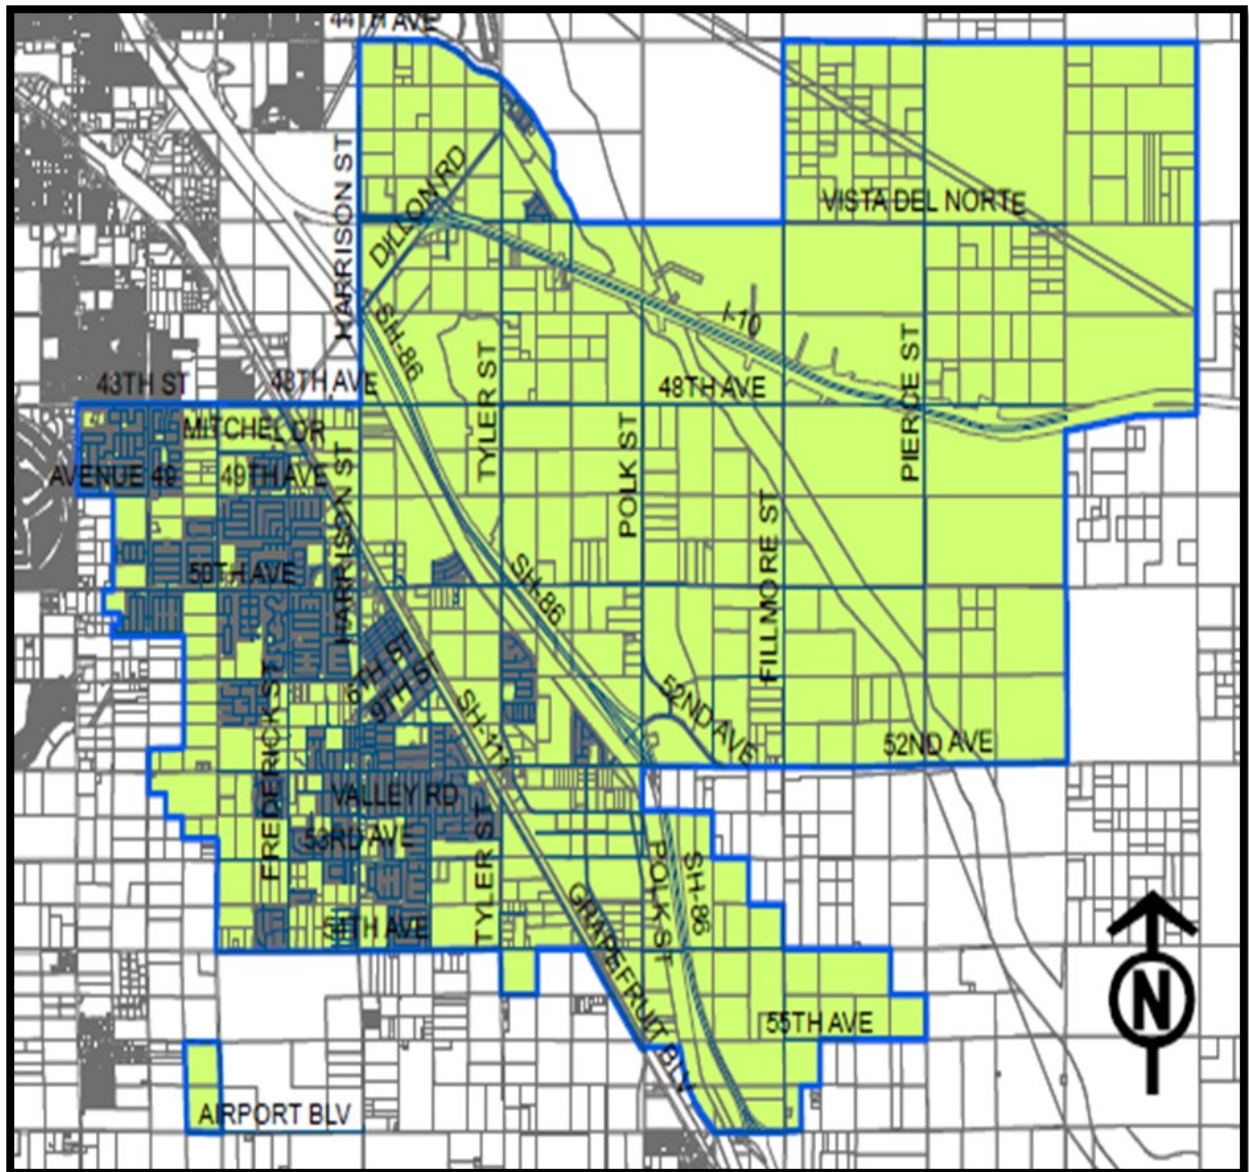 44TH AVE
HARRISON ST
DILLON RD
VISTA DEL NORTE
SH-86
I-10
TYLER ST
PIERCE ST
43TH ST
48TH AVE
48TH AVE
MITCHEL DR
AVENUE 49
49TH AVE
HARRISON ST
POLK ST
FILLMORE ST
50TH AVE
SH-86
6TH ST
9TH ST
FREDERICK ST
SH-111
52ND AVE
52ND AVE
VALLEY RD
53RD AVE
TYLER ST
POLK ST
SH-86
54TH AVE
GRAPEFRUIT BLV
55TH AVE
AIRPORT BLV
N